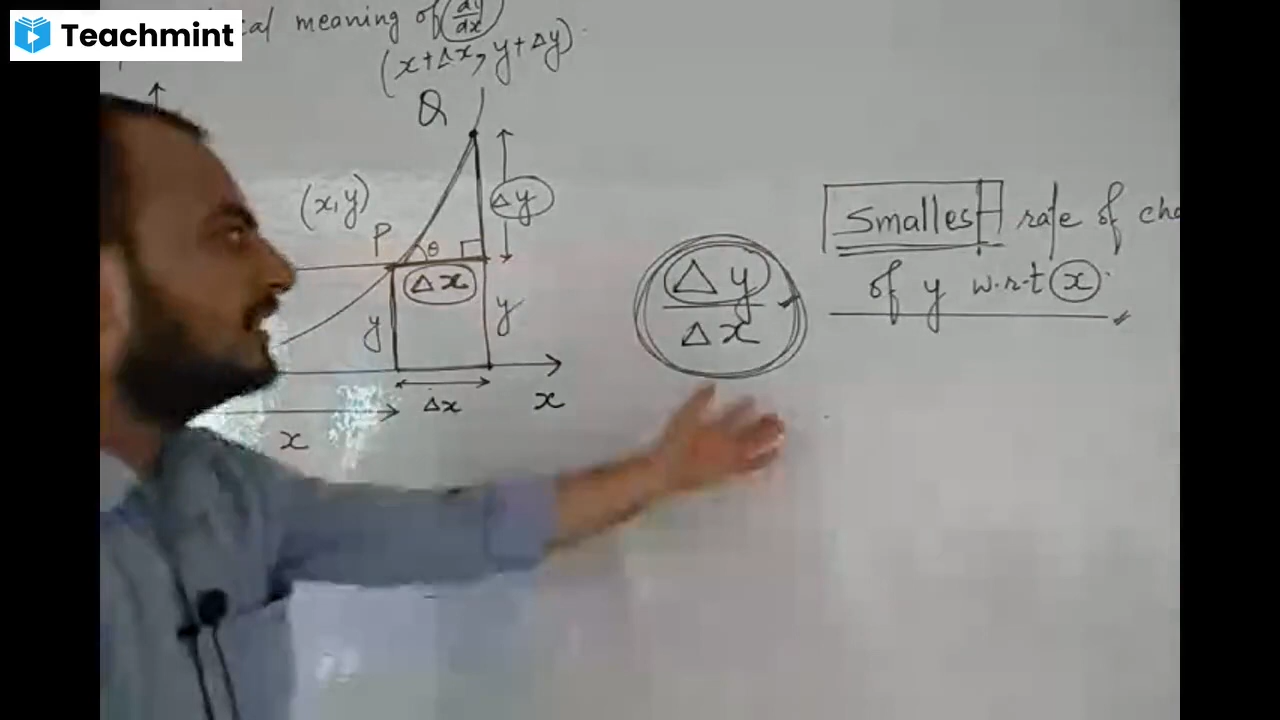 Teachmint
meaning of dy/dx
(x+Δx, y+Δy)
Q
(x,y)
Δy
P
θ
Δx
y
y
Δx
x
x
Δy
Δx
Smallest rate of
of y w.r.t x.